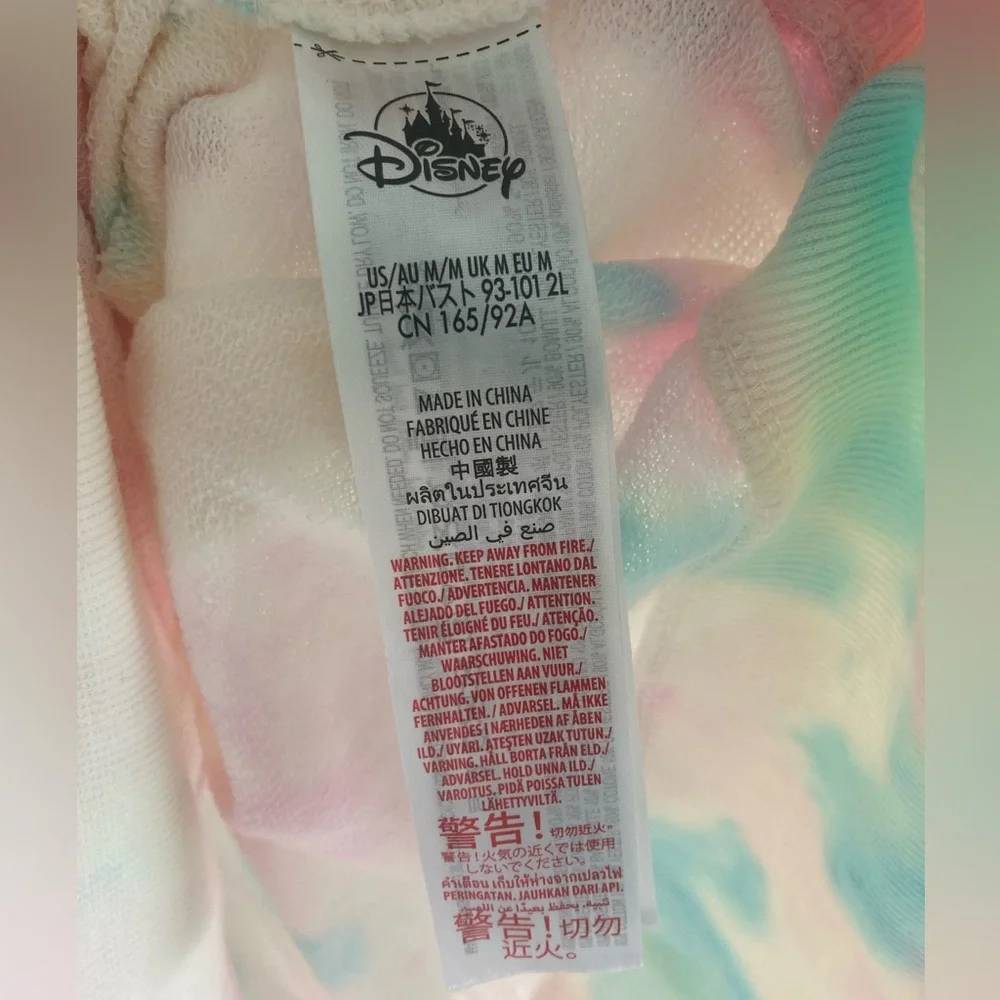 Disney
US/AU M/M UK M EU M
JP日本バスト 93-101 2L
CN 165/92A
MADE IN CHINA
FABRIQUÉ EN CHINE
HECHO EN CHINA
中國製
ผลิตในประเทศจีน
DIBUAT DI TIONGKOK
صنع في الصين
WARNING. KEEP AWAY FROM FIRE./
ATTENZIONE. TENERE LONTANO DAL
FUOCO./ ADVERTENCIA. MANTENER
ALEJADO DEL FUEGO./ ATTENTION.
TENIR ÉLOIGNÉ DU FEU./ ATENÇÃO.
MANTER AFASTADO DO FOGO./
WAARSCHUWING. NIET
BLOOTSTELLEN AAN VUUR./
ACHTUNG. VON OFFENEN FLAMMEN
FERNHALTEN. / ADVARSEL. MÅ IKKE
ANVENDES I NÆRHEDEN AF ÅBEN
ILD./ UYARI. ATEŞTEN UZAK TUTUN./
VARNING. HÅLL BORTA FRÅN ELD./
ADVARSEL. HOLD UNNA ILD./
VAROITUS. PIDÄ POISSA TULEN
LÄHETTYVILTÄ.
警告!切勿近火。
警告!火気の近くでは使用
しないでください。
คำเตือน เก็บให้ห่างจากเปลวไฟ
PERINGATAN. JAUHKAN DARI API.
تنبيه. يحفظ بعيدًا عن اللهب
警告!切勿
近火。